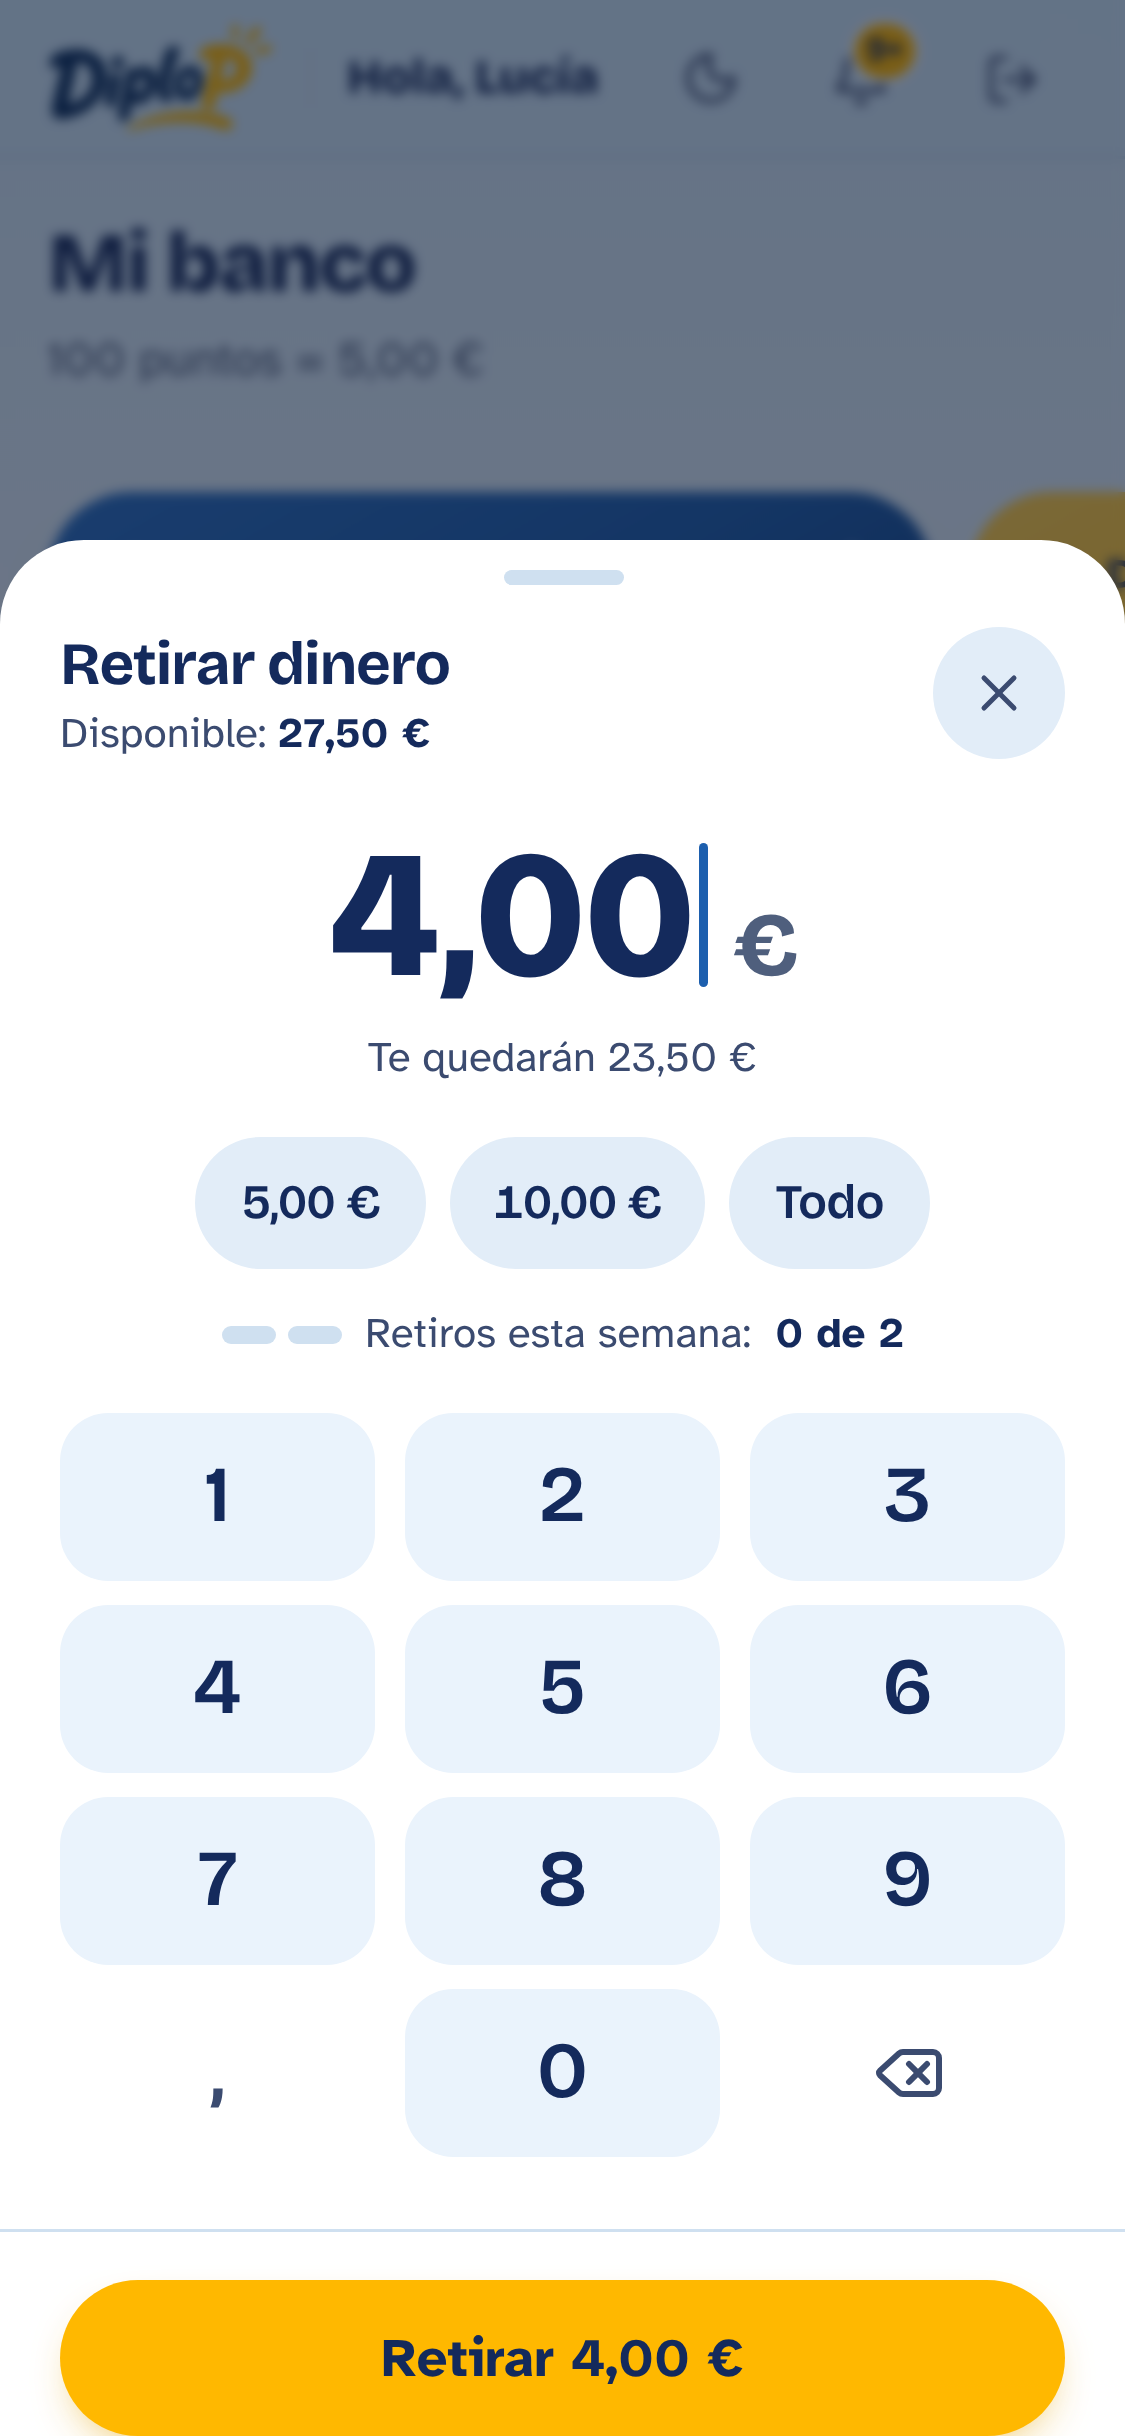 DiploP
Hola, Lucía
9+
Mi banco
100 puntos = 5,00 €
Retirar dinero
Disponible: 27,50 €
4,00 €
Te quedarán 23,50 €
5,00 € 10,00 € Todo
Retiros esta semana: 0 de 2
1 2 3
4 5 6
7 8 9
, 0
Retirar 4,00 €